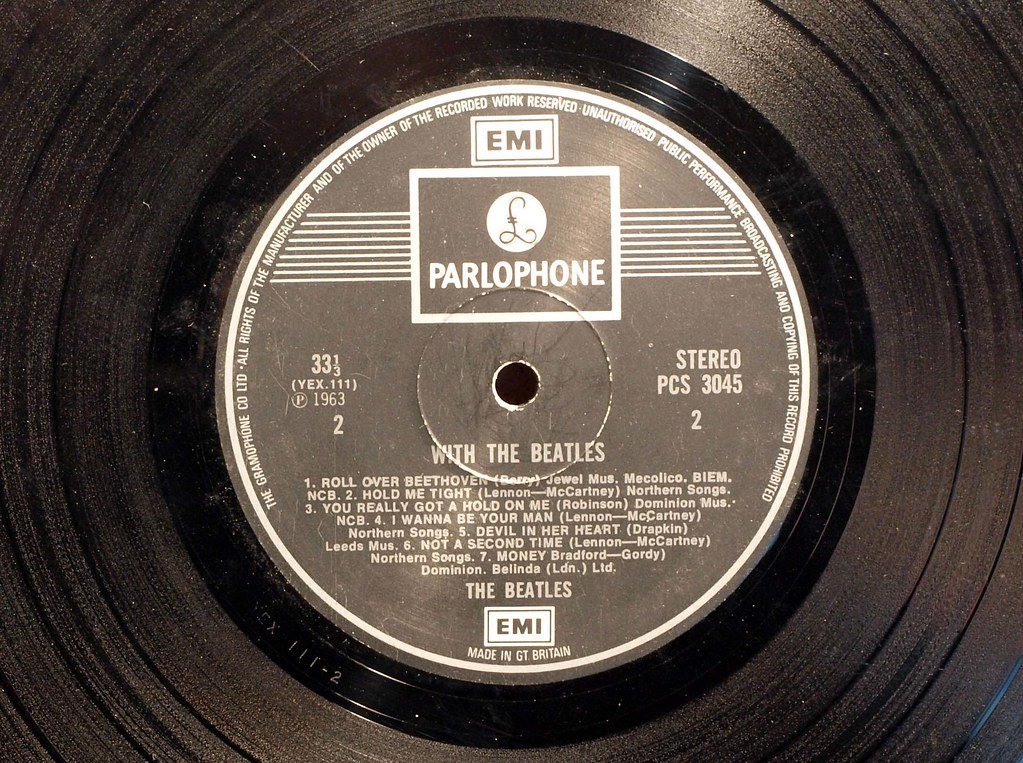 THE GRAMOPHONE CO LTD · ALL RIGHTS OF THE MANUFACTURER AND OF THE OWNER OF THE RECORDED WORK RESERVED · UNAUTHORISED PUBLIC PERFORMANCE BROADCASTING AND COPYING OF THIS RECORD PROHIBITED
EMI
£
PARLOPHONE
33⅓
(YEX.111)
Ⓟ 1963
2
STEREO
PCS 3045
2
WITH THE BEATLES
1. ROLL OVER BEETHOVEN (Berry) Jewel Mus. Mecolico. BIEM.
NCB. 2. HOLD ME TIGHT (Lennon—McCartney) Northern Songs.
3. YOU REALLY GOT A HOLD ON ME (Robinson) Dominion Mus.
NCB. 4. I WANNA BE YOUR MAN (Lennon—McCartney)
Northern Songs. 5. DEVIL IN HER HEART (Drapkin)
Leeds Mus. 6. NOT A SECOND TIME (Lennon—McCartney)
Northern Songs. 7. MONEY Bradford—Gordy)
Dominion. Belinda (Ldn.) Ltd.
THE BEATLES
EMI
MADE IN GT. BRITAIN
111-2